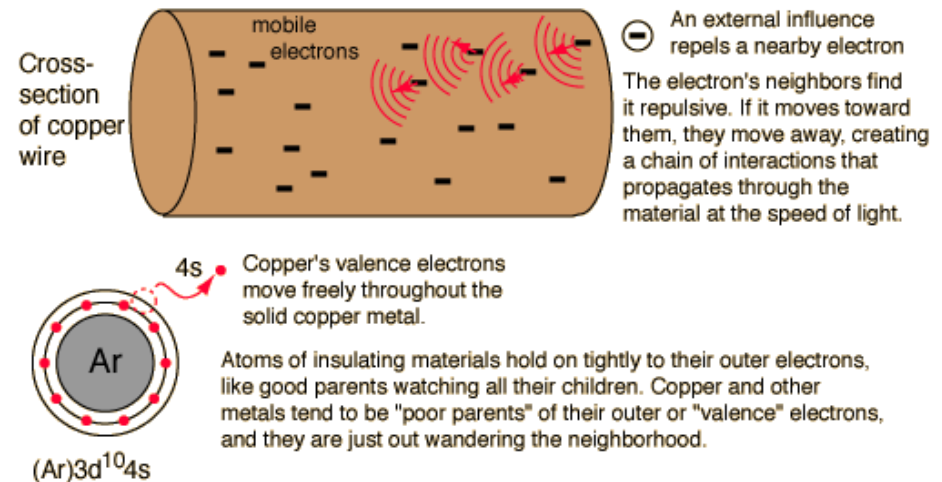 mobile
electrons
Cross-
section
of copper
wire
An external influence
repels a nearby electron
The electron's neighbors find
it repulsive. If it moves toward
them, they move away, creating
a chain of interactions that
propagates through the
material at the speed of light.
4s
Copper's valence electrons
move freely throughout the
solid copper metal.
Ar
Atoms of insulating materials hold on tightly to their outer electrons,
like good parents watching all their children. Copper and other
metals tend to be "poor parents" of their outer or "valence" electrons,
and they are just out wandering the neighborhood.
(Ar)3d¹⁰4s